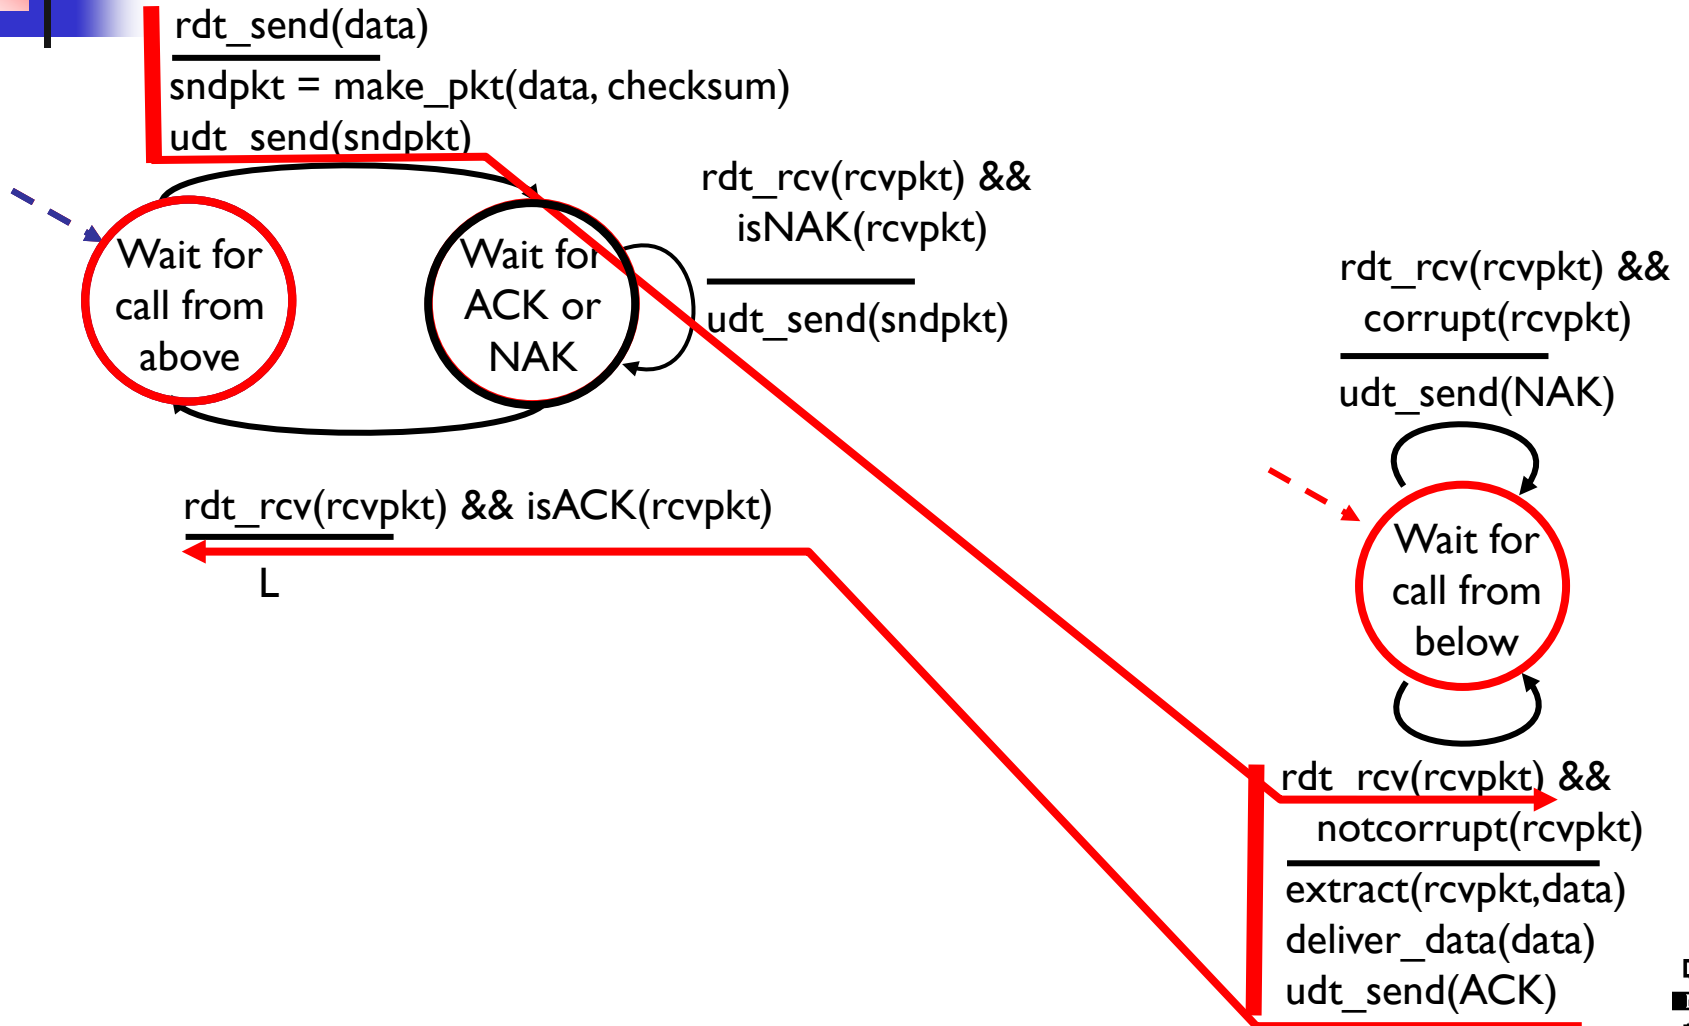 rdt_send(data)
sndpkt = make_pkt(data, checksum)
udt_send(sndpkt)
rdt_rcv(rcvpkt) &&
isNAK(rcvpkt)
udt_send(sndpkt)
Wait for
call from
above
Wait for
ACK or
NAK
rdt_rcv(rcvpkt) && isACK(rcvpkt)
L
rdt_rcv(rcvpkt) &&
corrupt(rcvpkt)
udt_send(NAK)
Wait for
call from
below
rdt_rcv(rcvpkt) &&
notcorrupt(rcvpkt)
extract(rcvpkt,data)
deliver_data(data)
udt_send(ACK)